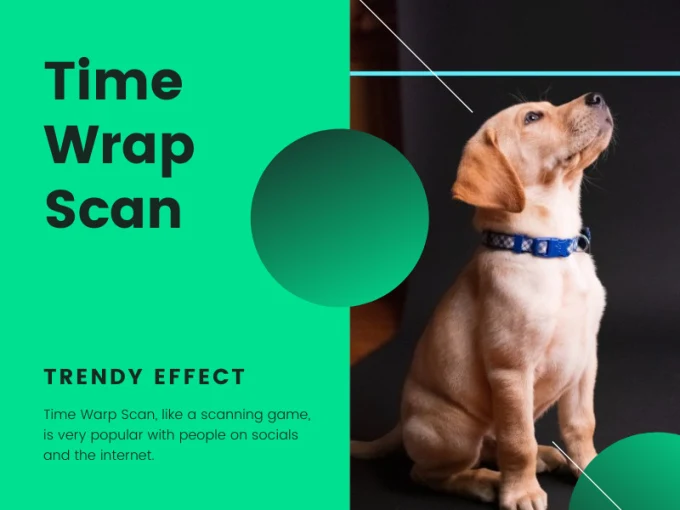 Time
Wrap
Scan
TRENDY EFFECT
Time Warp Scan, like a scanning game,
is very popular with people on socials
and the internet.